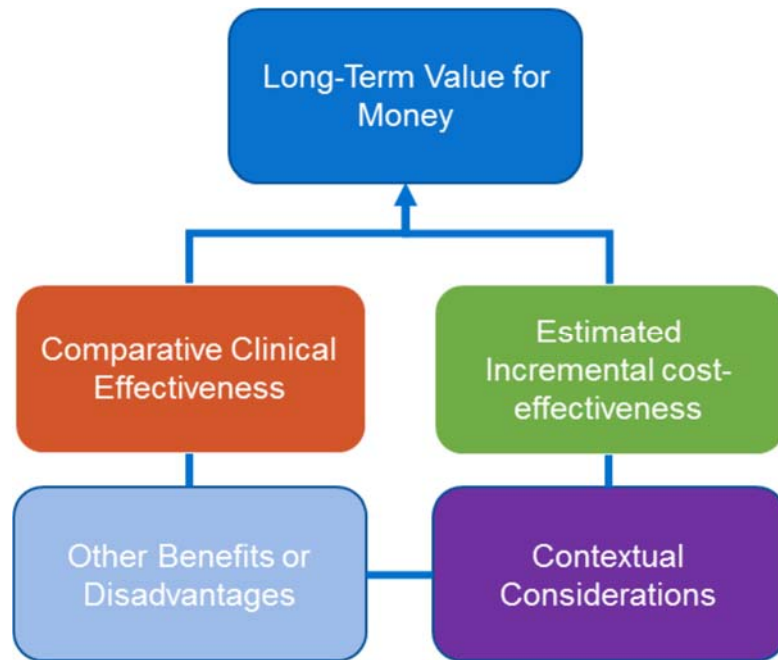 Long-Term Value for
Money
Comparative Clinical
Effectiveness
Estimated
Incremental cost-
effectiveness
Other Benefits or
Disadvantages
Contextual
Considerations